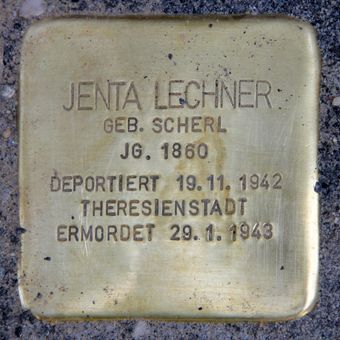 JENTA LECHNER
GEB. SCHERL
JG. 1860
DEPORTIERT 19.11.1942
THERESIENSTADT
ERMORDET 29.1.1943